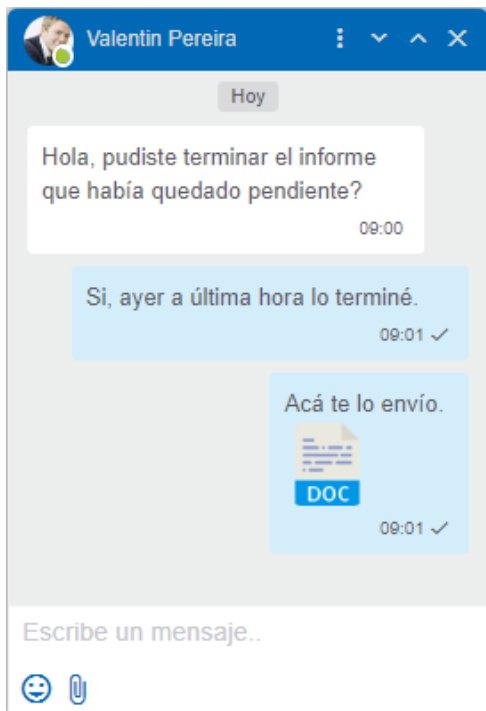 Valentin Pereira
Hoy
Hola, pudiste terminar el informe
que había quedado pendiente?
09:00
Si, ayer a última hora lo terminé.
09:01
Acá te lo envío.
DOC
09:01
Escribe un mensaje..